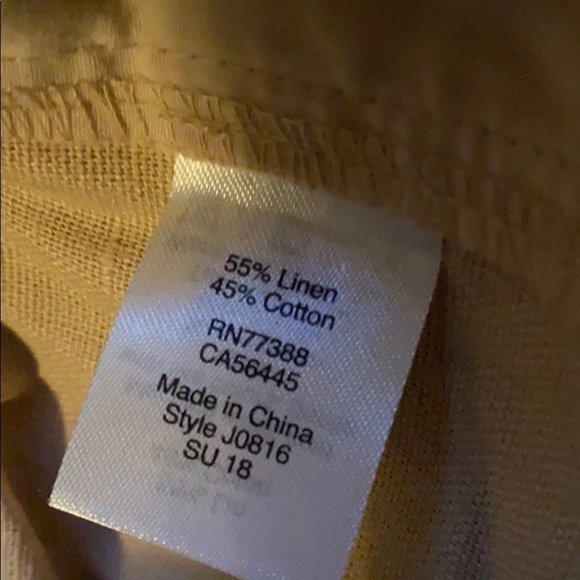 55% Linen
45% Cotton
RN77388
CA56445
Made in China
Style J0816
SU 18